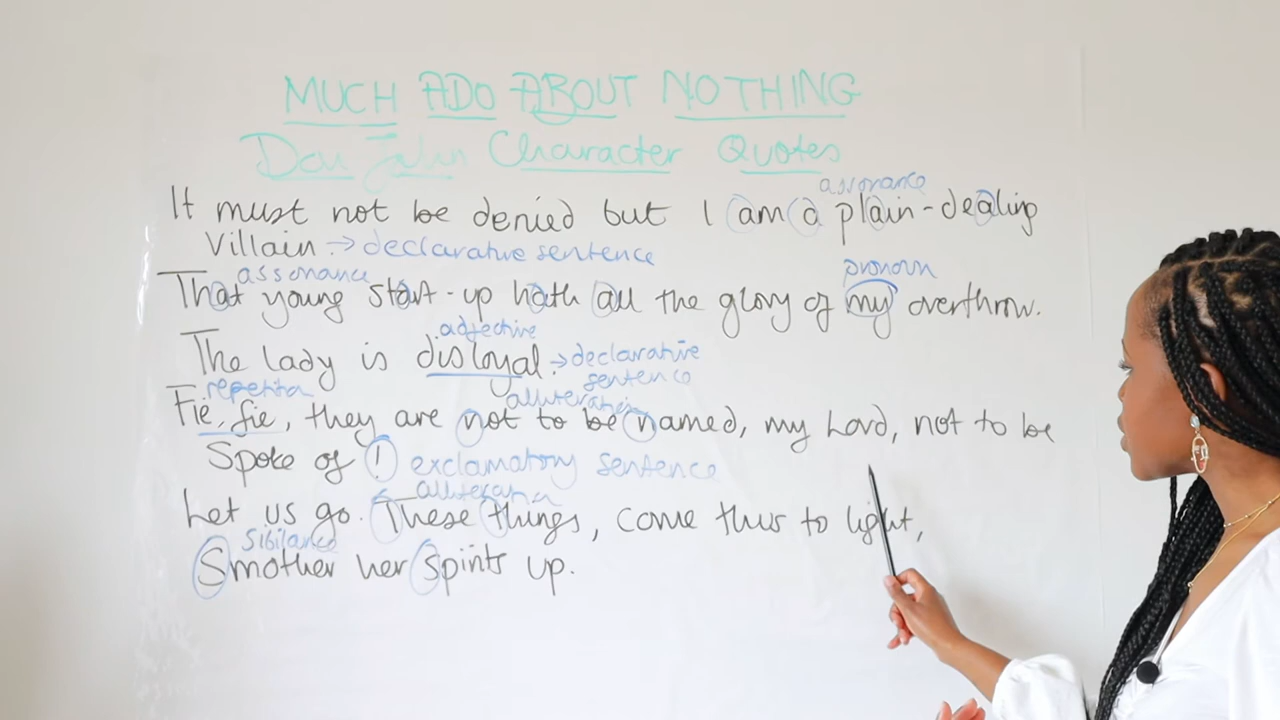 MUCH ADO ABOUT NOTHING
Don John Character Quotes
assonance
It must not be denied but I am a plain-dealing
Villain → declarative sentence
assonance pronoun
That young start-up hath all the glory of my overthrow.
adjective
The lady is disloyal. → declarative
sentence
repetition alliteration
Fie, fie, they are not to be named, my Lord, not to be
Spoke of ! exclamatory sentence
alliteration
Let us go. These things, come thus to light,
Sibilance
Smother her spirits up.